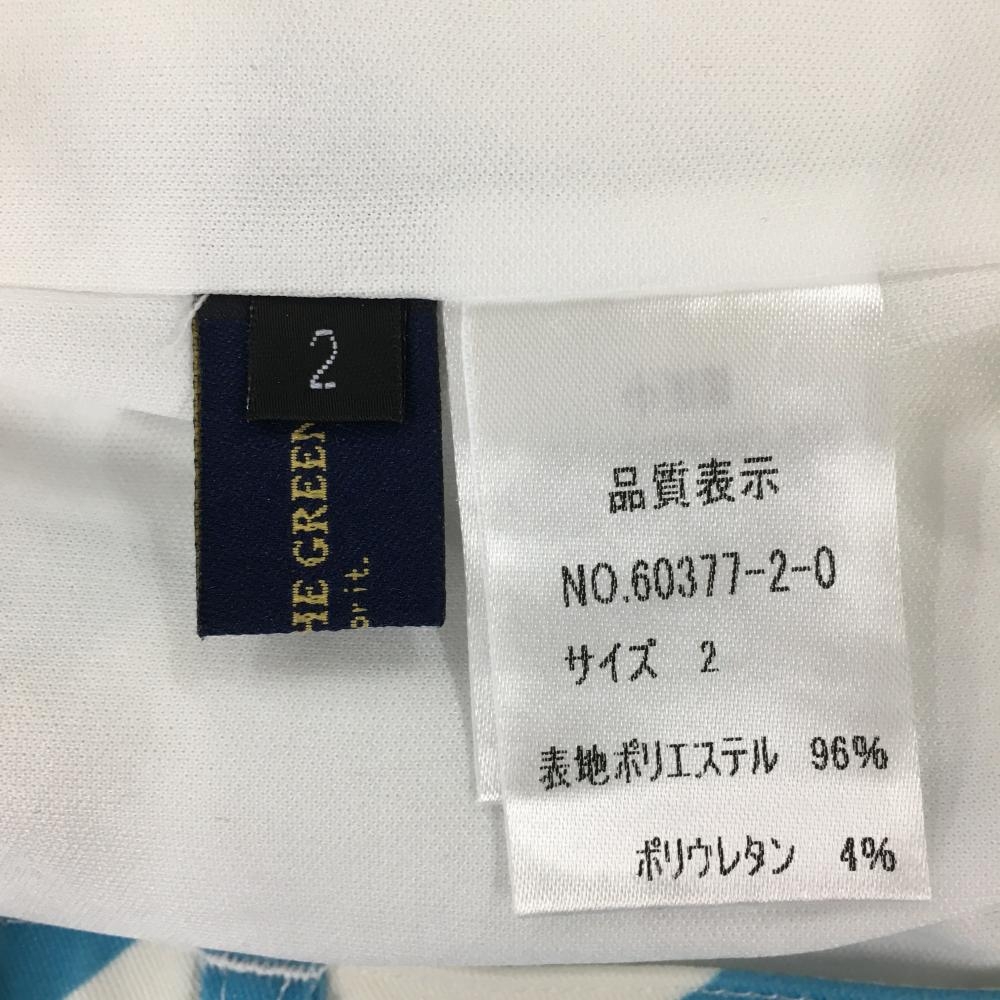 2
HE GREEN
prit.
品質表示
NO.60377-2-0
サイズ 2
表地ポリエステル 96%
ポリウレタン 4%